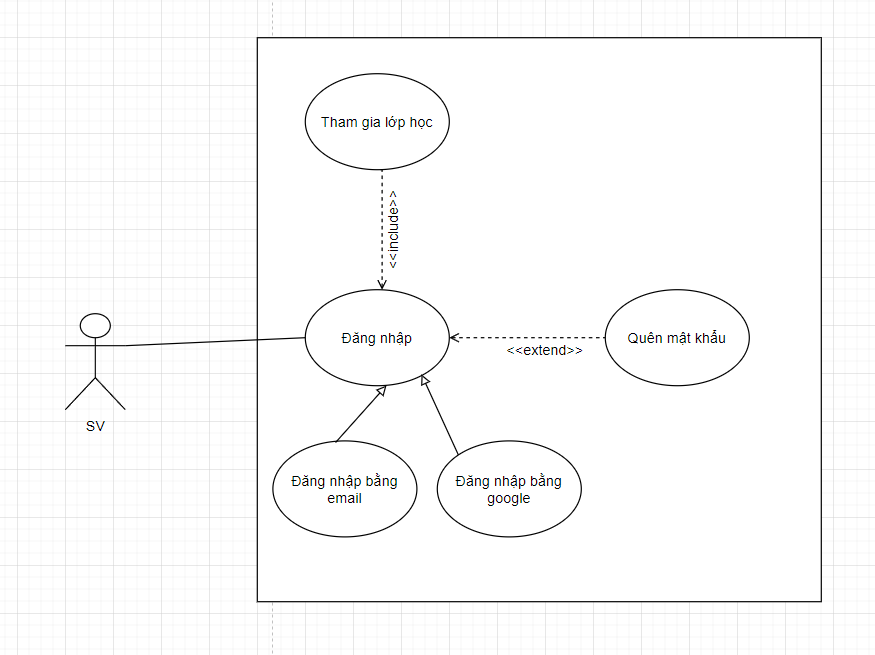 Tham gia lớp học
<<include>>
Đăng nhập
Quên mật khẩu
<<extend>>
SV
Đăng nhập bằng
email
Đăng nhập bằng
google